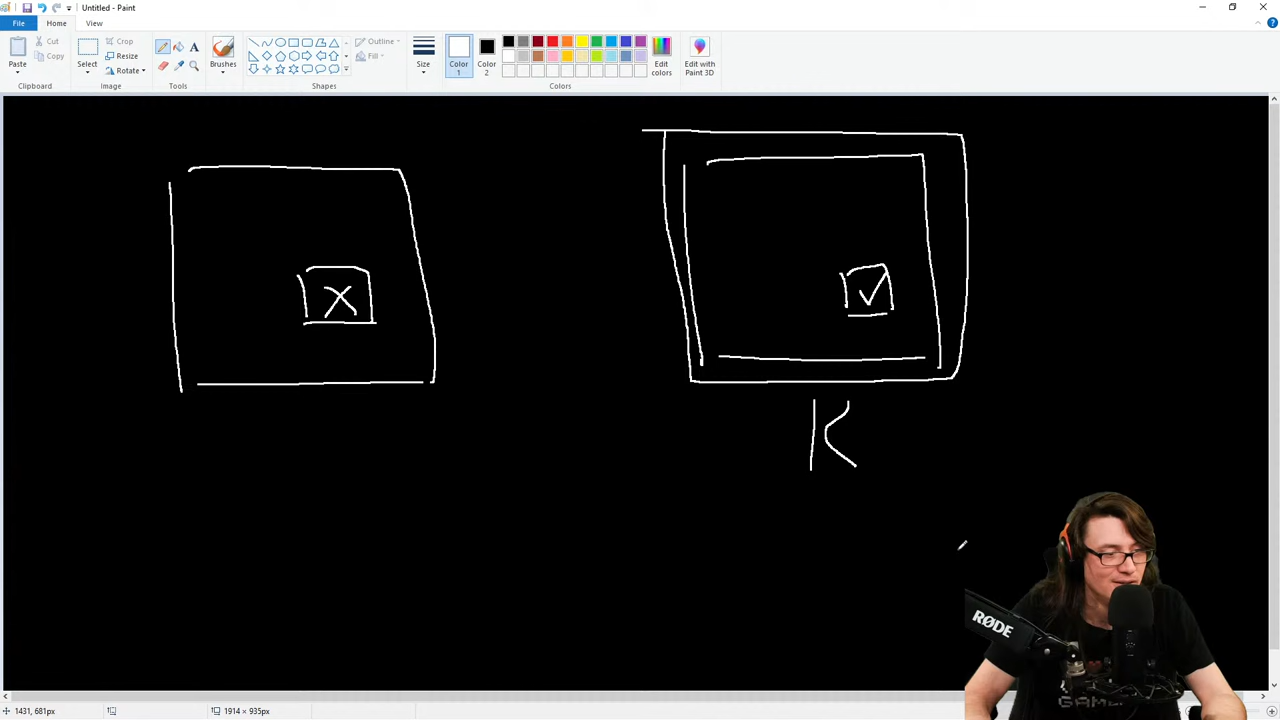 Untitled - Paint
File
Home
View
Paste
Cut
Copy
Clipboard
Select
Crop
Resize
Rotate
Image
Tools
Brushes
Shapes
Outline
Fill
Size
Color
1
Color
2
Edit
colors
Edit with
Paint 3D
Colors
X
K
RØDE
GAME
1431, 681px
1914 × 935px